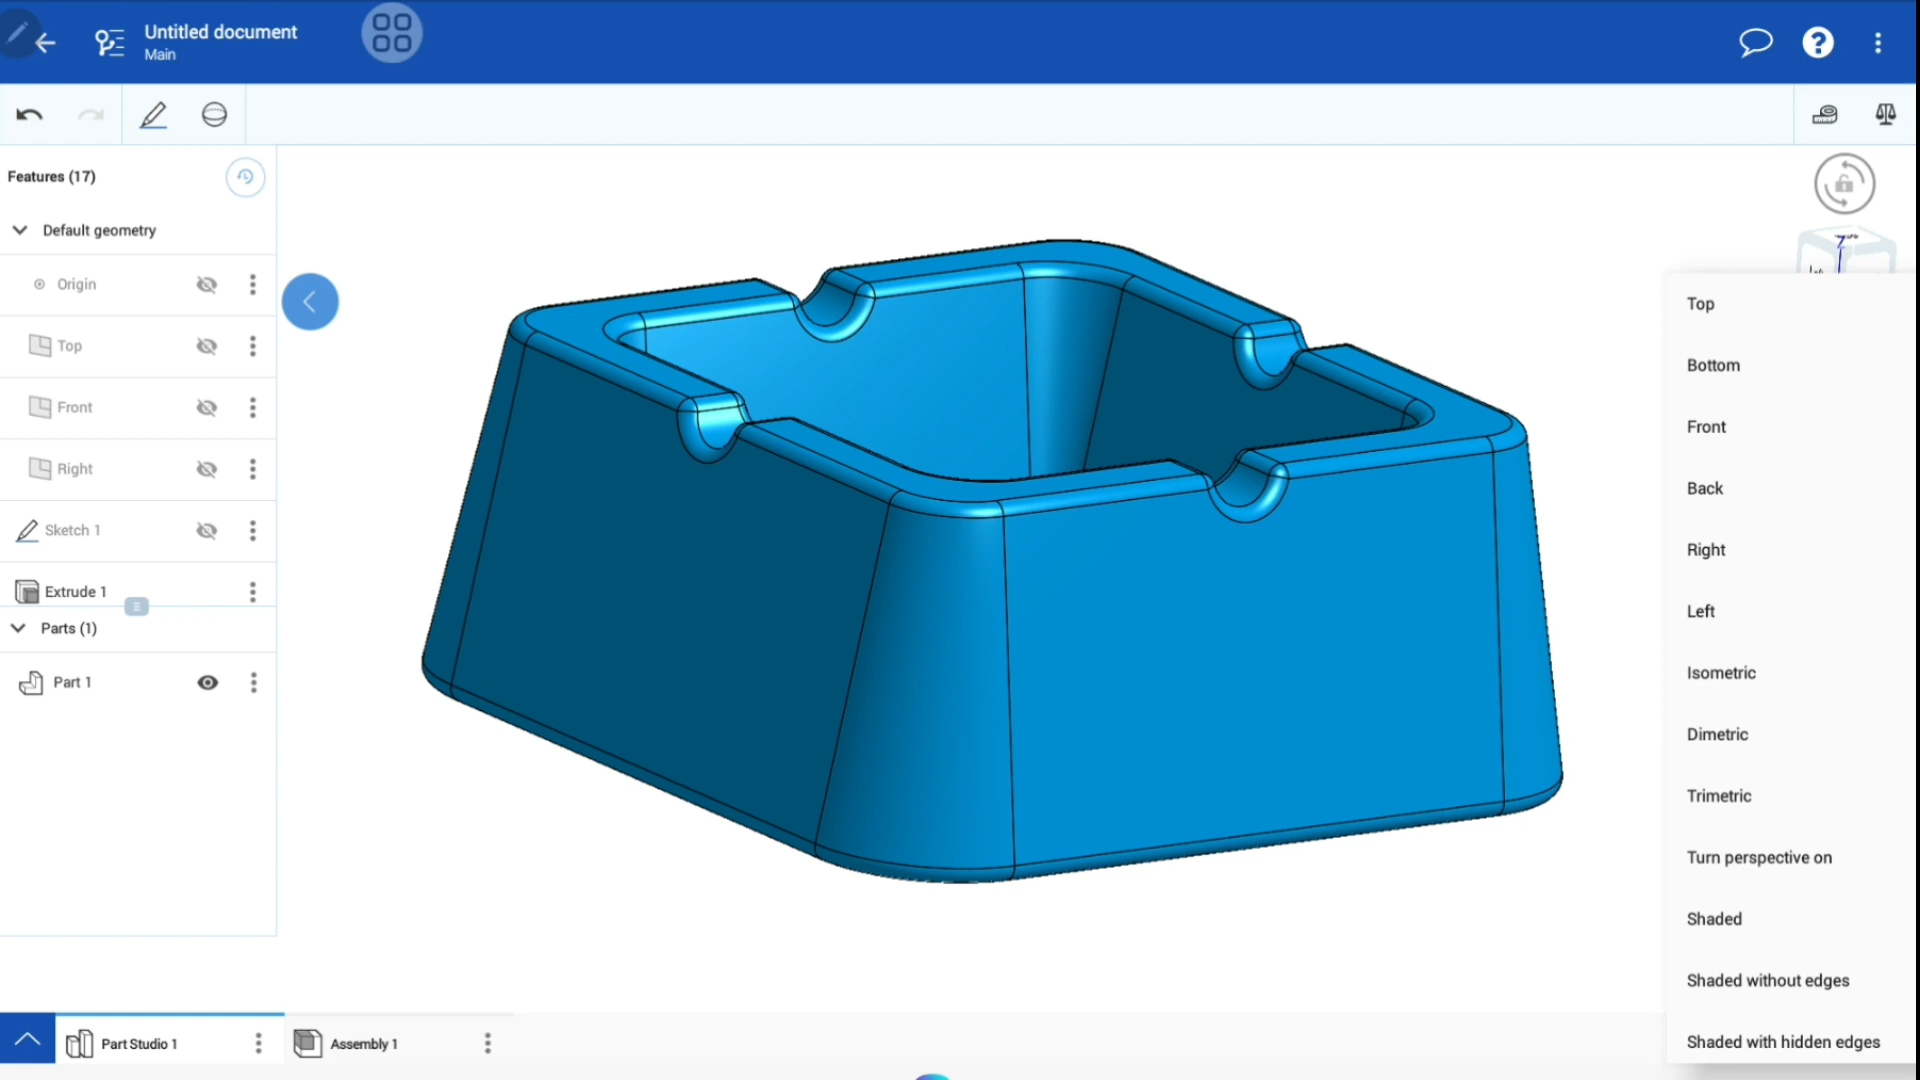 Untitled document
Main
Features (17)
Default geometry
Origin
Top
Front
Right
Sketch 1
Extrude 1
Parts (1)
Part 1
Z
Top
Bottom
Front
Back
Right
Left
Isometric
Dimetric
Trimetric
Turn perspective on
Shaded
Shaded without edges
Shaded with hidden edges
Part Studio 1
Assembly 1